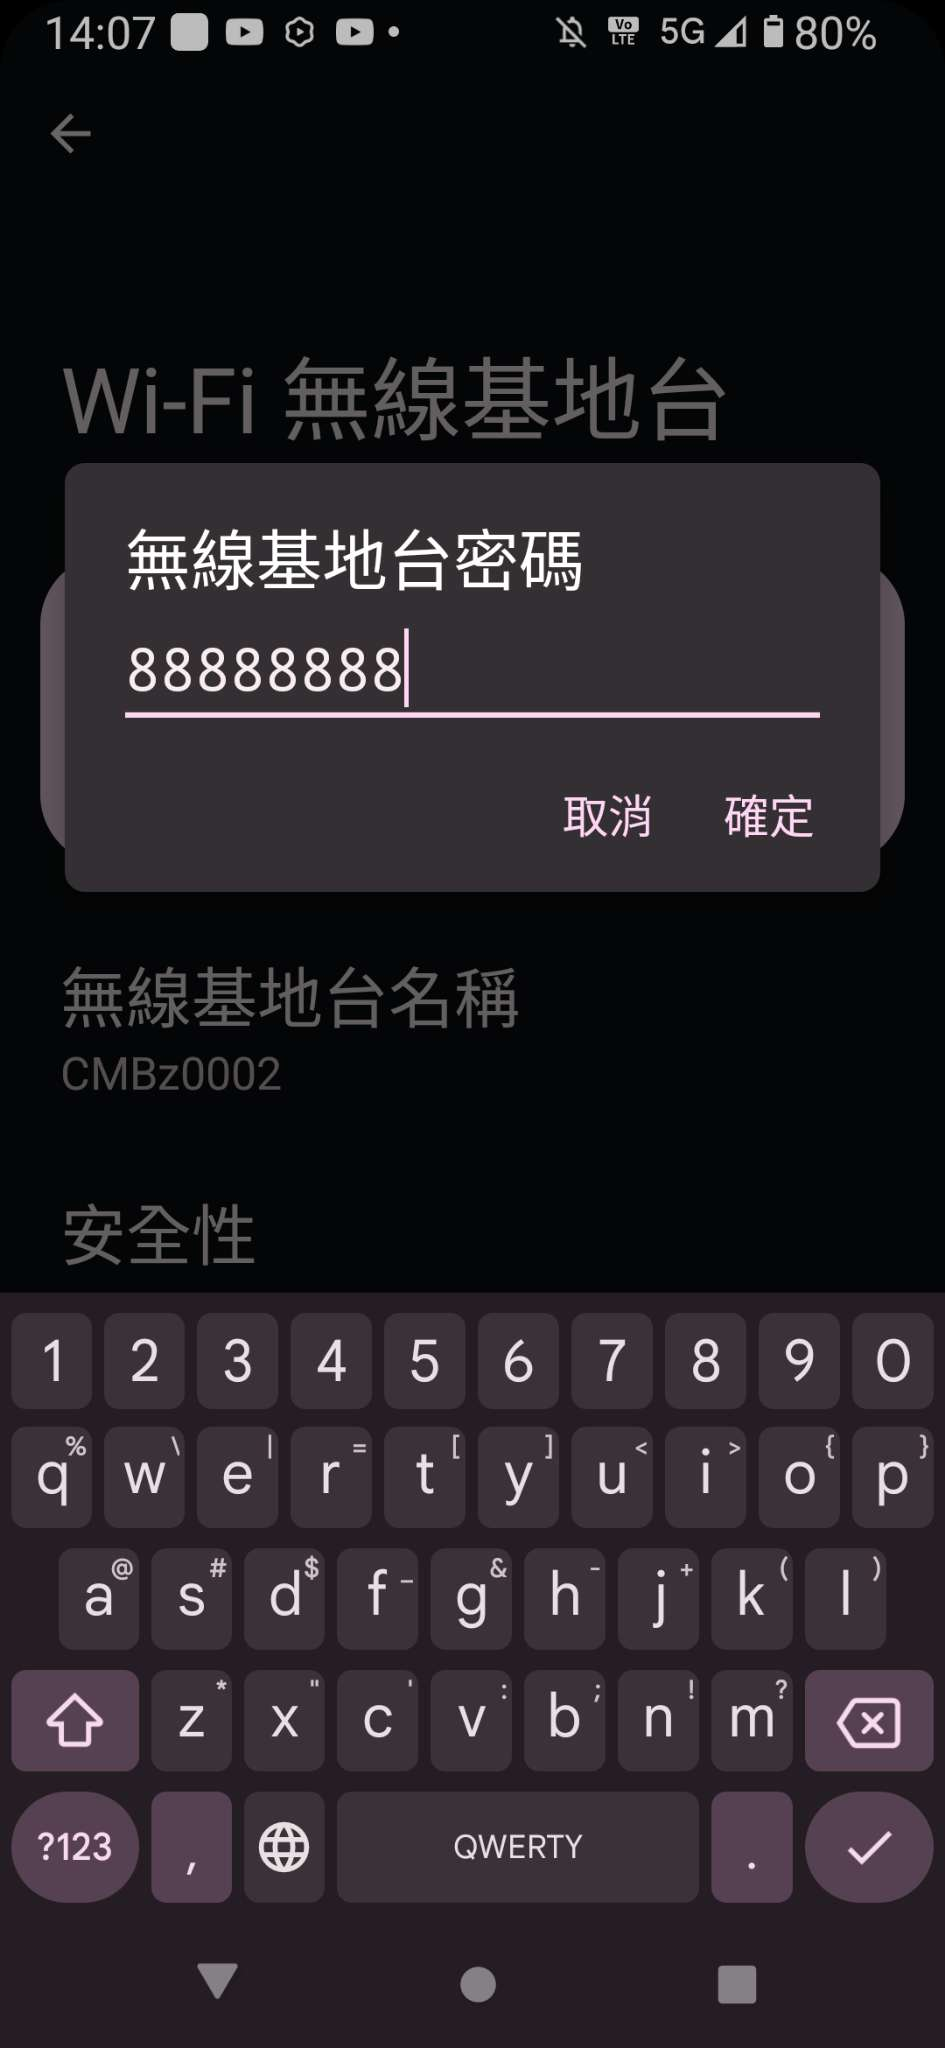 14:07
Vo LTE 5G 80%
Wi-Fi 無線基地台
無線基地台密碼
88888888
取消 確定
無線基地台名稱
CMBz0002
安全性
1 2 3 4 5 6 7 8 9 0
q % w \ e | r = t [ y ] u < i > o { p }
a @ s # d $ f _ g & h - j + k ( l )
z * x " c ' v : b ; n ! m ?
?123 , QWERTY .